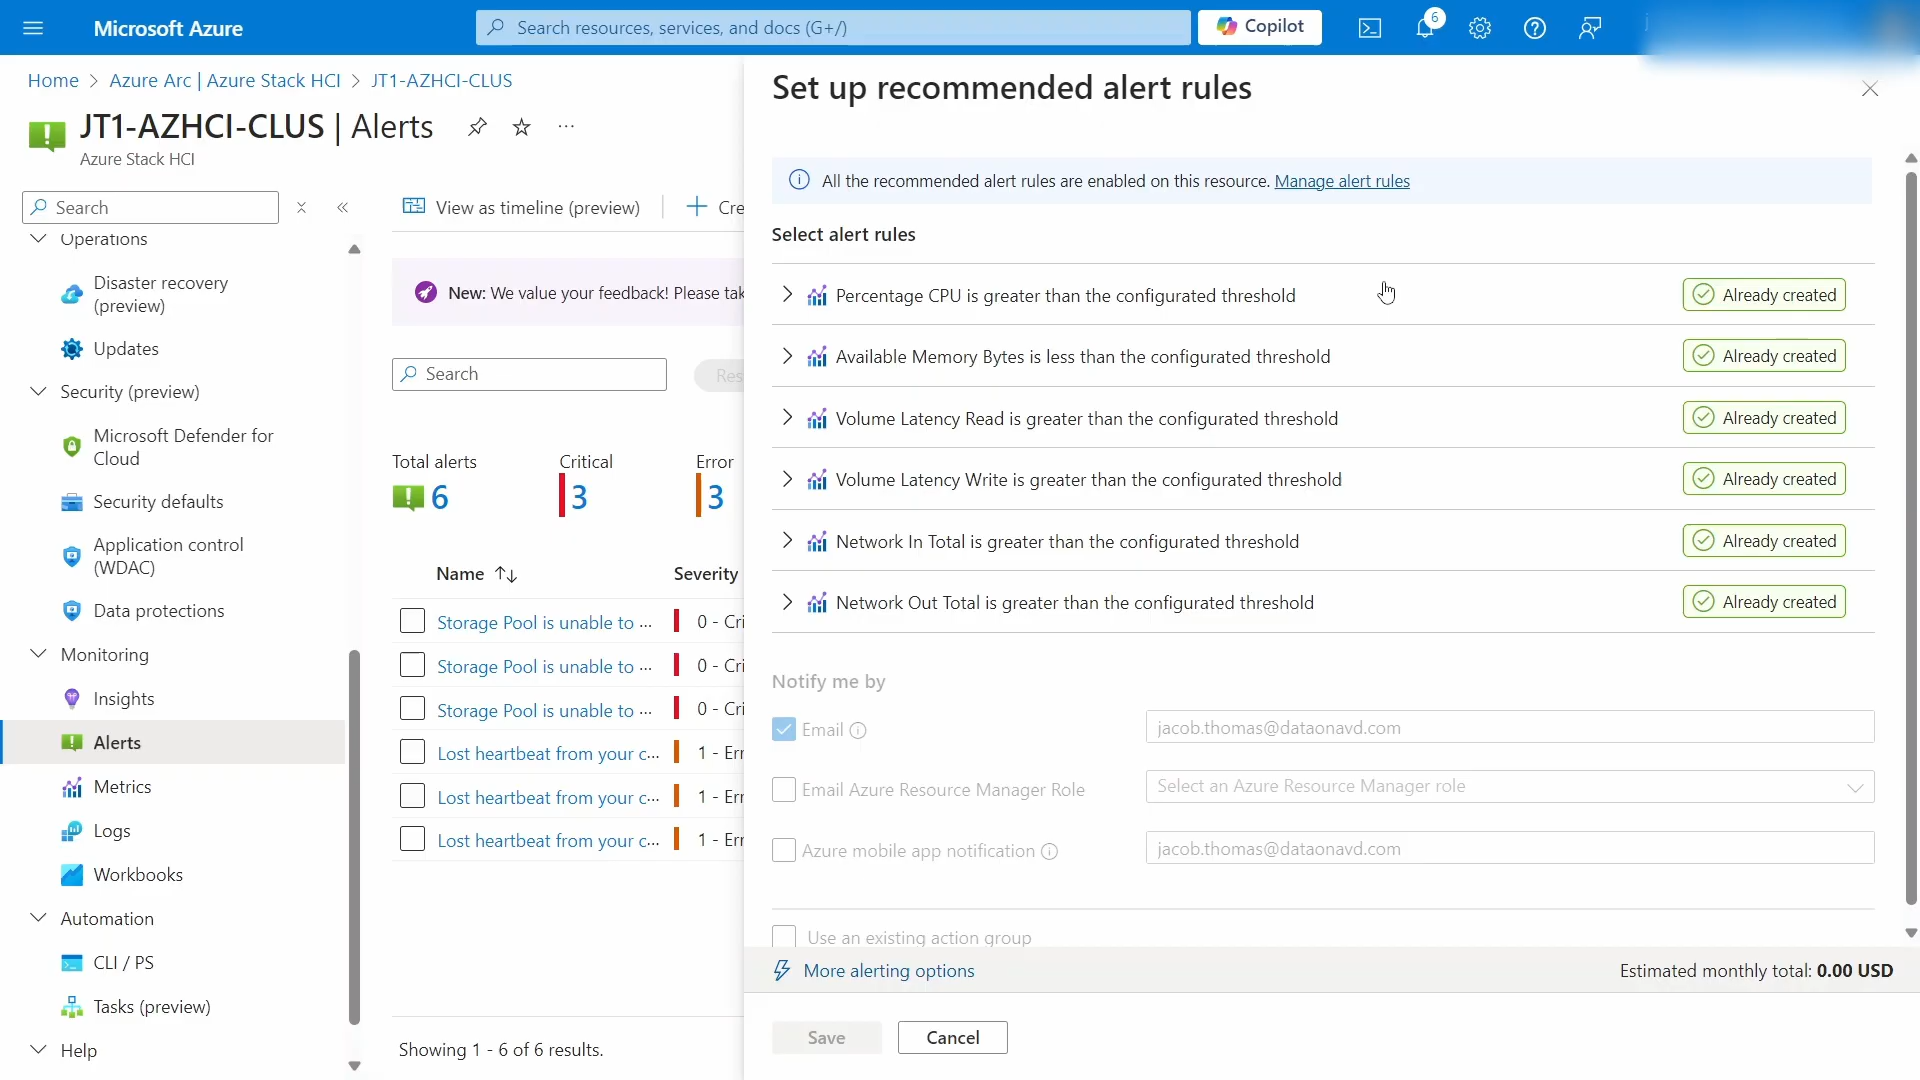 Microsoft Azure
Search resources, services, and docs (G+/)
Copilot
6
Home > Azure Arc | Azure Stack HCI > JT1-AZHCI-CLUS
JT1-AZHCI-CLUS | Alerts
...
Azure Stack HCI
Search
Operations
Disaster recovery
(preview)
Updates
Security (preview)
Microsoft Defender for
Cloud
Security defaults
Application control
(WDAC)
Data protections
Monitoring
Insights
Alerts
Metrics
Logs
Workbooks
Automation
CLI / PS
Tasks (preview)
Help
View as timeline (preview)
Cre
New: We value your feedback! Please tak
Search
Res
Total alerts
6
Critical
3
Error
3
Name
Severity
Storage Pool is unable to ...
0 - Cri
Storage Pool is unable to ...
0 - Cri
Storage Pool is unable to ...
0 - Cri
Lost heartbeat from your c...
1 - Err
Lost heartbeat from your c...
1 - Err
Lost heartbeat from your c...
1 - Err
Showing 1 - 6 of 6 results.
Set up recommended alert rules
All the recommended alert rules are enabled on this resource. Manage alert rules
Select alert rules
Percentage CPU is greater than the configurated threshold
Already created
Available Memory Bytes is less than the configurated threshold
Already created
Volume Latency Read is greater than the configurated threshold
Already created
Volume Latency Write is greater than the configurated threshold
Already created
Network In Total is greater than the configurated threshold
Already created
Network Out Total is greater than the configurated threshold
Already created
Notify me by
Email
jacob.thomas@dataonavd.com
Email Azure Resource Manager Role
Select an Azure Resource Manager role
Azure mobile app notification
jacob.thomas@dataonavd.com
Use an existing action group
More alerting options
Estimated monthly total: 0.00 USD
Save
Cancel